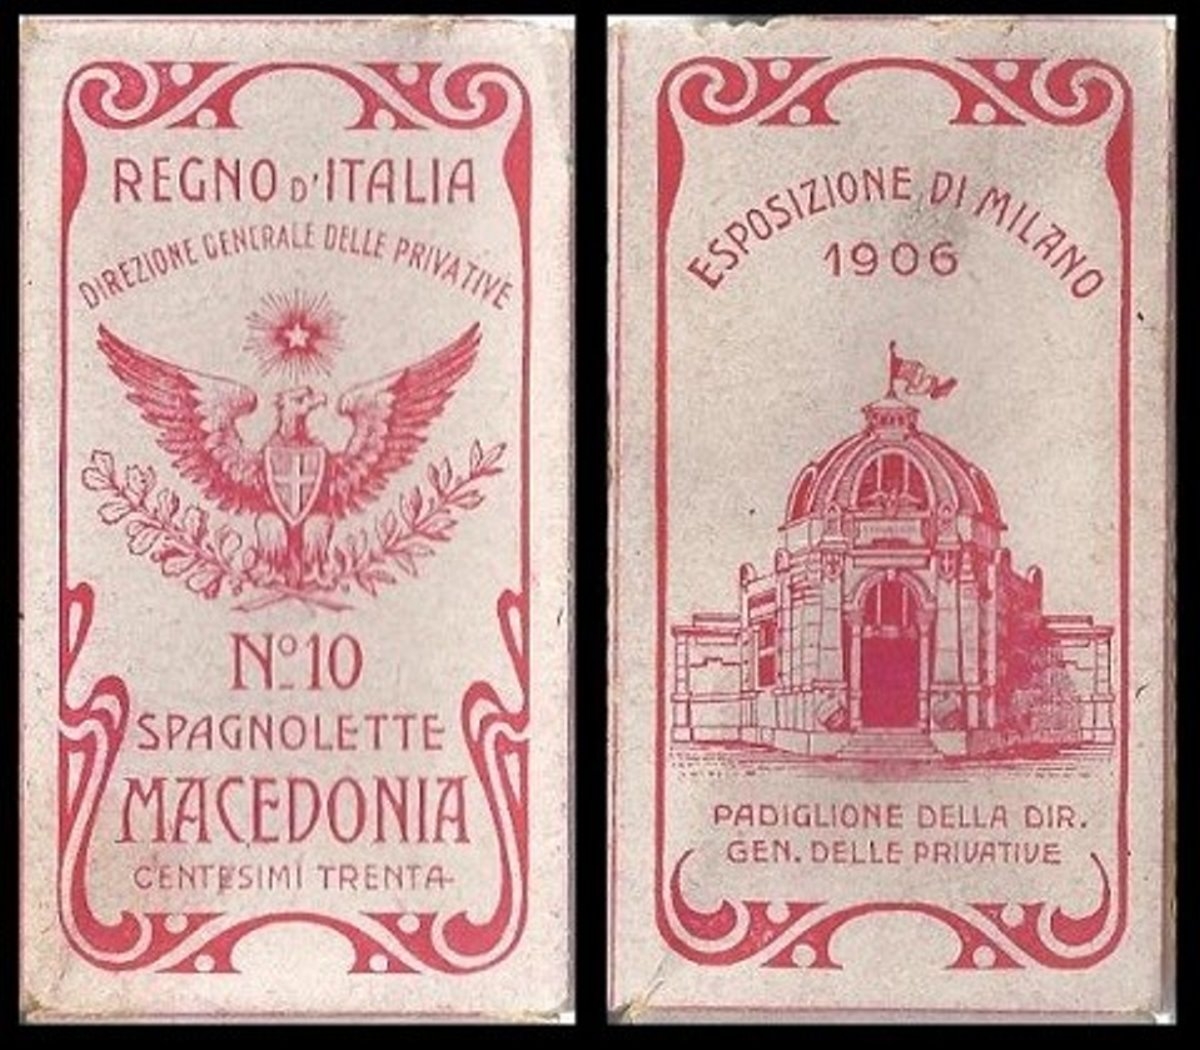 REGNO D'ITALIA
DIREZIONE GENERALE DELLE PRIVATIVE
Nº 10
SPAGNOLETTE
MACEDONIA
CENTESIMI TRENTA
ESPOSIZIONE DI MILANO
1906
PADIGLIONE DELLA DIR.
GEN. DELLE PRIVATIVE